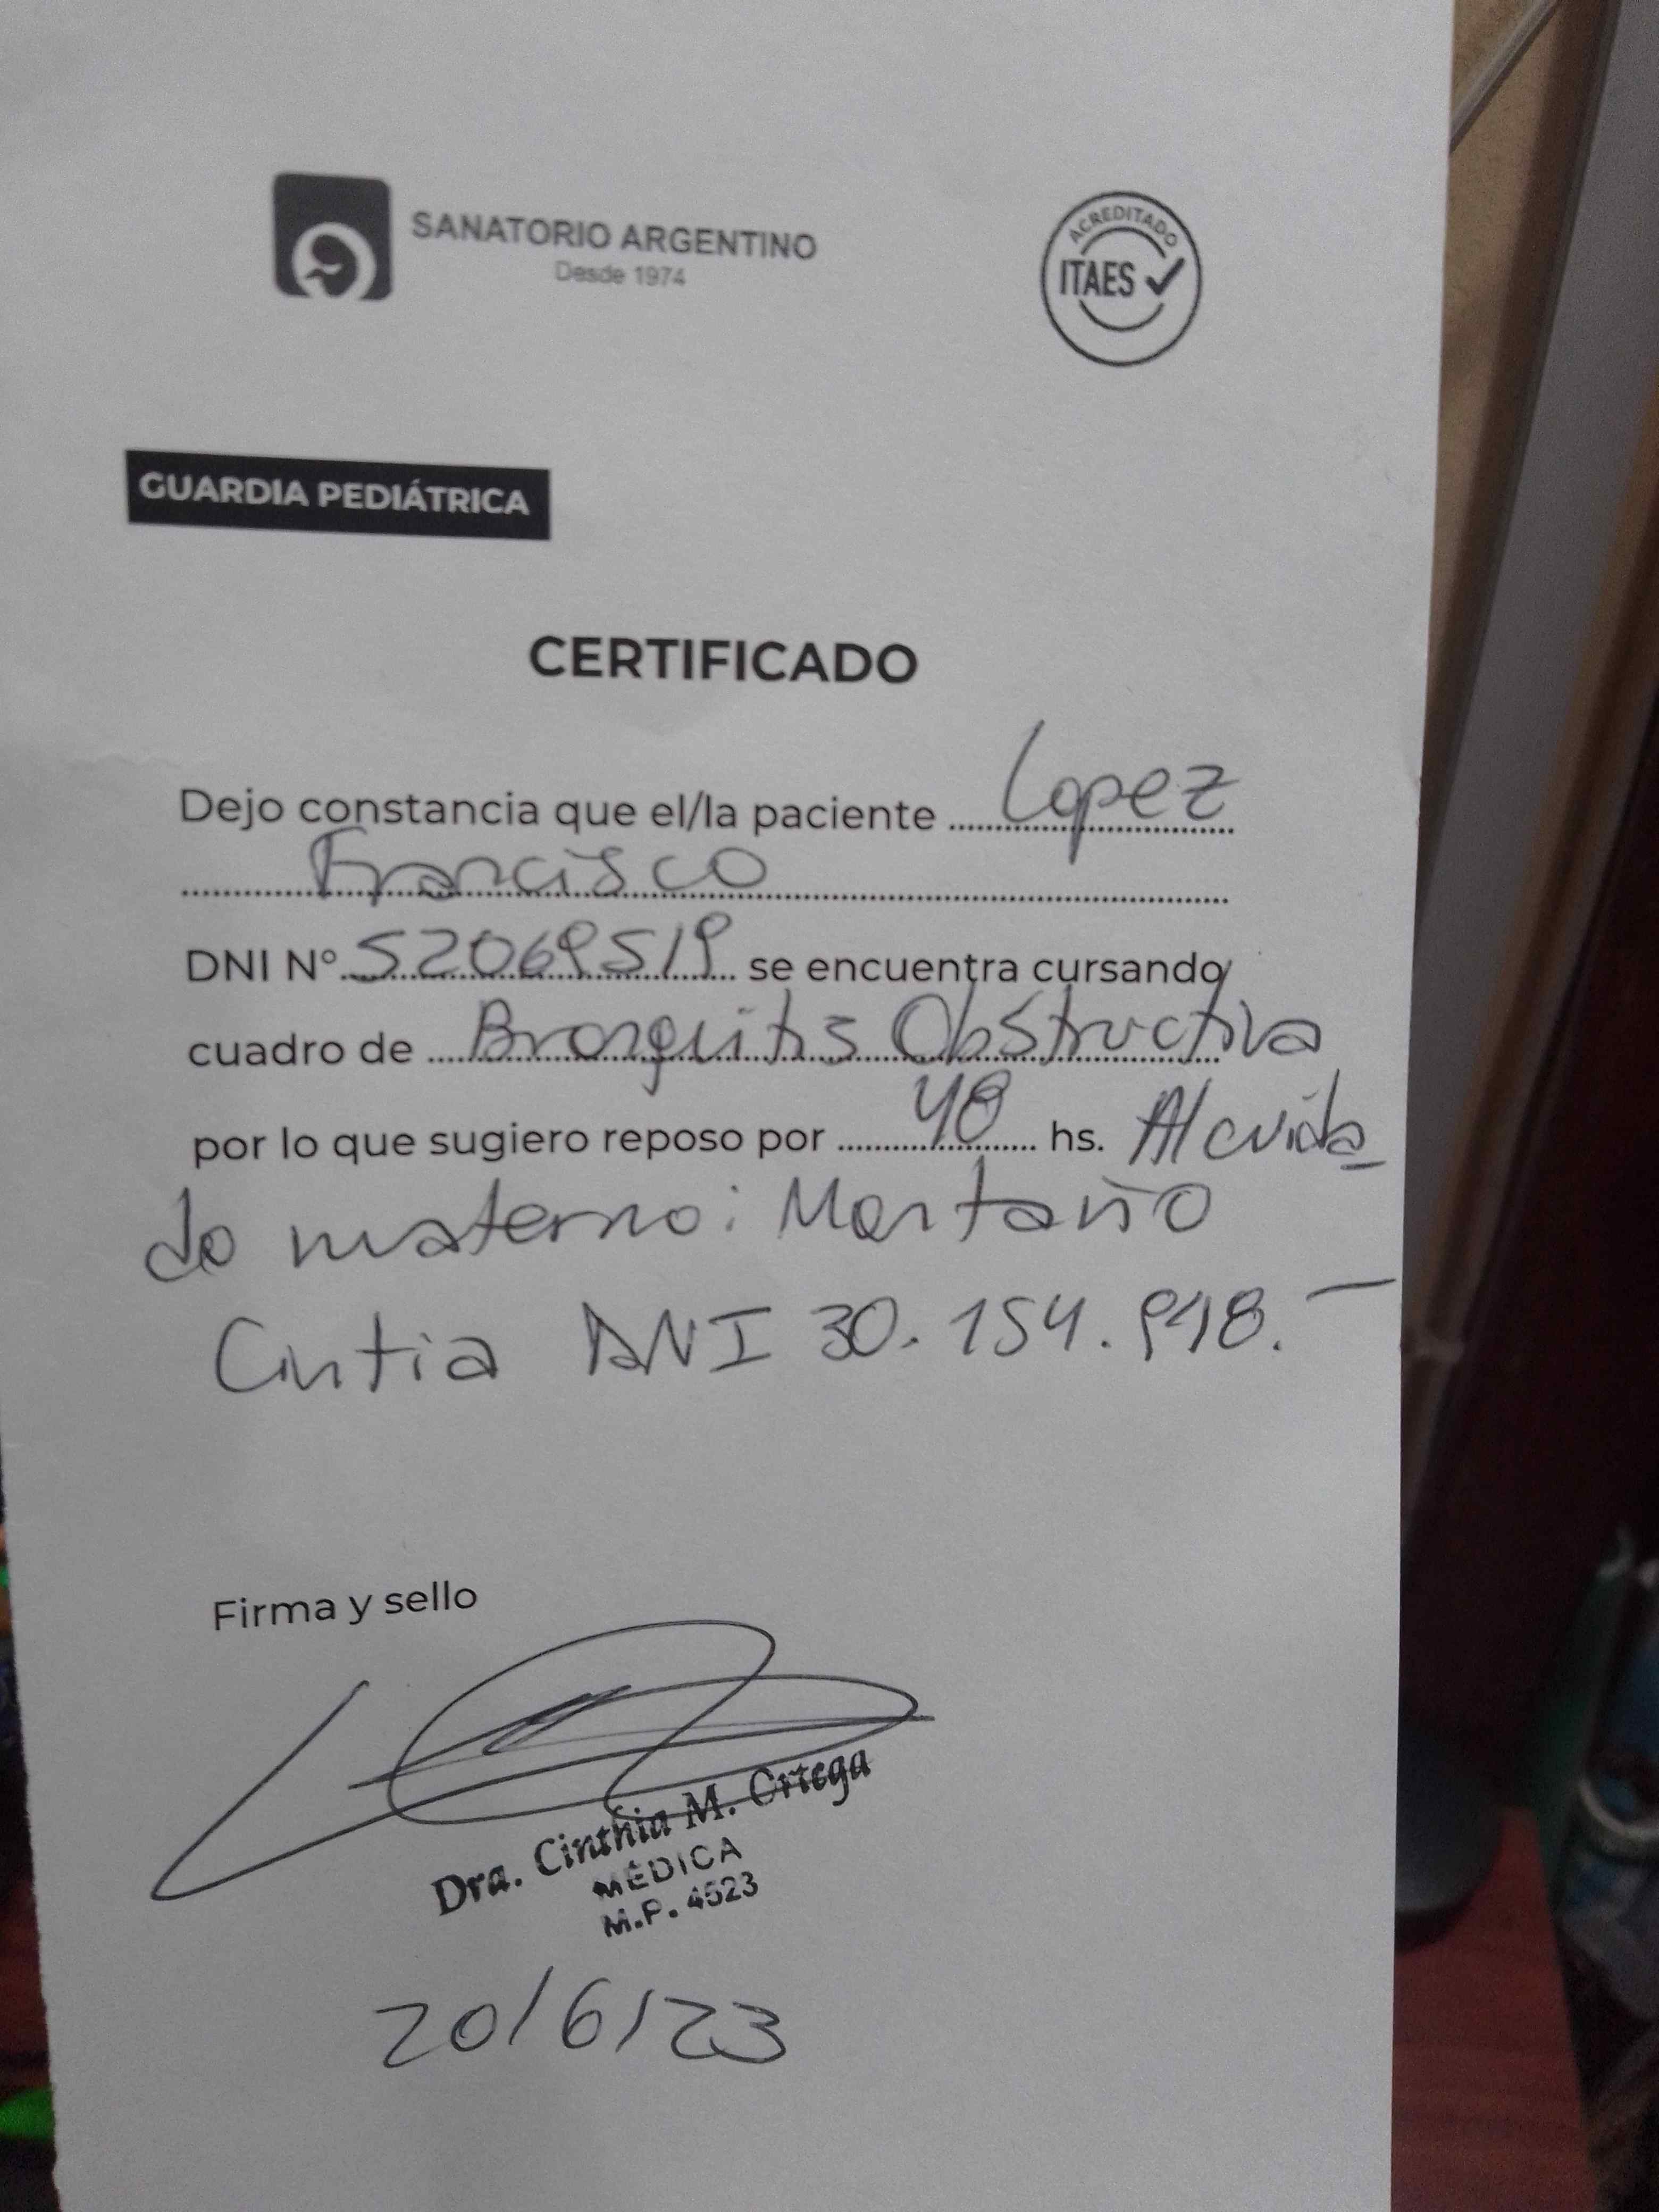 SANATORIO ARGENTINO
Desde 1974
ACREDITADO
ITAES
GUARDIA PEDIÁTRICA
CERTIFICADO
Dejo constancia que el/la paciente Lopez
Francisco
DNI N° 52069519 se encuentra cursando
cuadro de Bronquitis Obstructiva
por lo que sugiero reposo por 48 hs. Al cuida_
do materno: Montaño
Cintia DNI 30.154.948.-
Firma y sello
Dra. Cinthia M. Ortega
MÉDICA
M.P. 4523
20/6/23